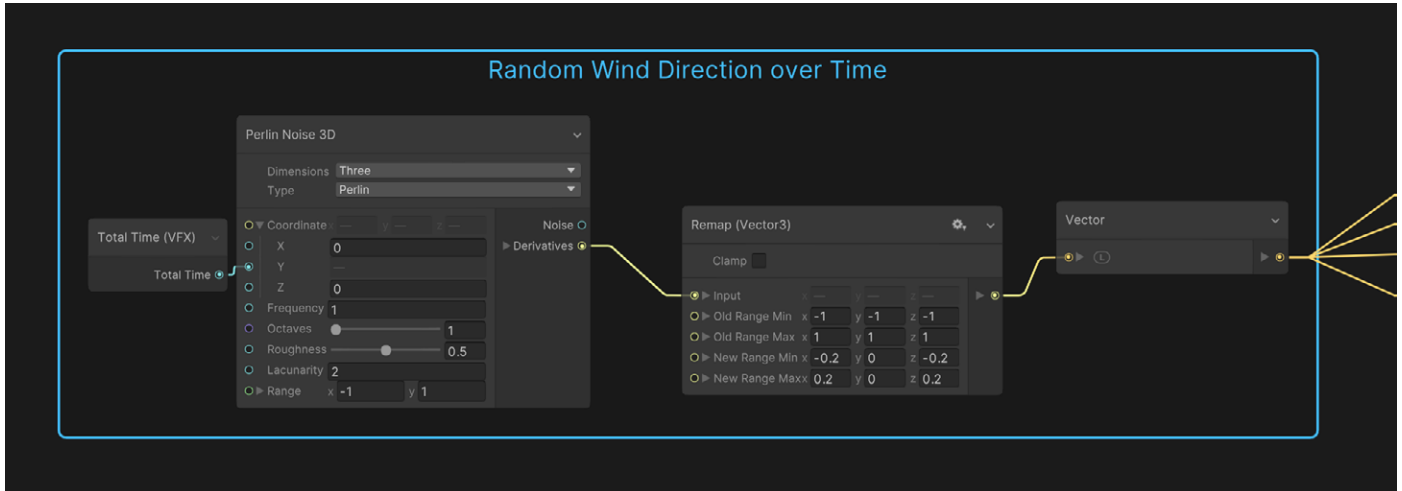 Random Wind Direction over Time
Total Time (VFX)
Total Time
Perlin Noise 3D
Dimensions Three
Type Perlin
Coordinate x — y — z —
X 0
Y —
Z 0
Frequency 1
Octaves 1
Roughness 0.5
Lacunarity 2
Range x -1 y 1
Noise
Derivatives
Remap (Vector3)
Clamp
Input x — y — z —
Old Range Min x -1 y -1 z -1
Old Range Max x 1 y 1 z 1
New Range Min x -0.2 y 0 z -0.2
New Range Max x 0.2 y 0 z 0.2
Vector
L